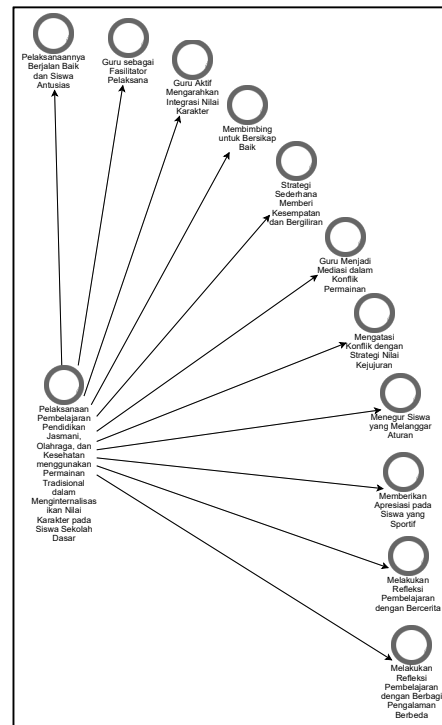 Pelaksanaannya
Berjalan Baik
dan Siswa
Antusias
Guru sebagai
Fasilitator
Pelaksana
Guru Aktif
Mengarahkan
Integrasi Nilai
Karakter
Membimbing
untuk Bersikap
Baik
Strategi
Sederhana
Memberi
Kesempatan
dan Bergiliran
Guru Menjadi
Mediasi dalam
Konflik
Permainan
Mengatasi
Konflik dengan
Strategi Nilai
Kejujuran
Menegur Siswa
yang Melanggar
Aturan
Memberikan
Apresiasi pada
Siswa yang
Sportif
Melakukan
Refleksi
Pembelajaran
dengan Bercerita
Melakukan
Refleksi
Pembelajaran
dengan Berbagi
Pengalaman
Berbeda
Pelaksanaan
Pembelajaran
Pendidikan
Jasmani,
Olahraga, dan
Kesehatan
menggunakan
Permainan
Tradisional
dalam
Menginternalisas
ikan Nilai
Karakter pada
Siswa Sekolah
Dasar